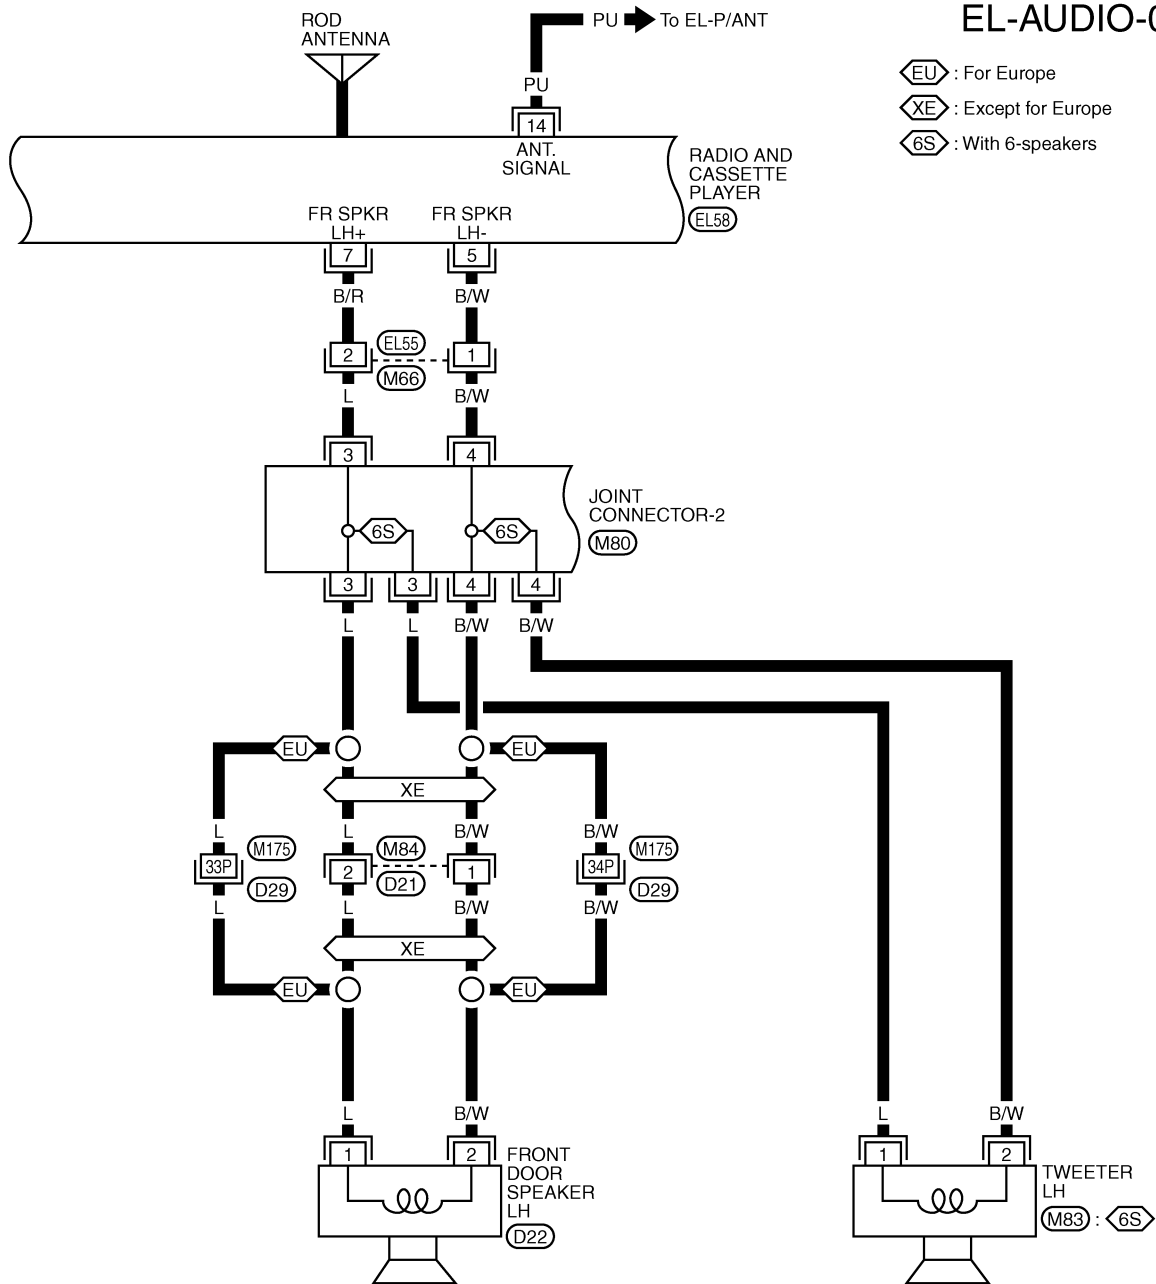 ROD
ANTENNA
PU
To EL-P/ANT
EL-AUDIO-0
EU : For Europe
XE : Except for Europe
6S : With 6-speakers
PU
14
ANT.
SIGNAL
RADIO AND
CASSETTE
PLAYER
EL58
FR SPKR
LH+
FR SPKR
LH-
7
5
B/R
B/W
2
EL55
M66
1
L
B/W
3
4
JOINT
CONNECTOR-2
M80
6S
6S
3
3
4
4
L
L
B/W
B/W
EU
EU
XE
L
L
B/W
B/W
33P
M175
D29
2
M84
D21
1
34P
M175
D29
L
L
B/W
B/W
XE
EU
EU
L
B/W
L
B/W
1
2
FRONT
DOOR
SPEAKER
LH
D22
1
2
TWEETER
LH
M83 : 6S